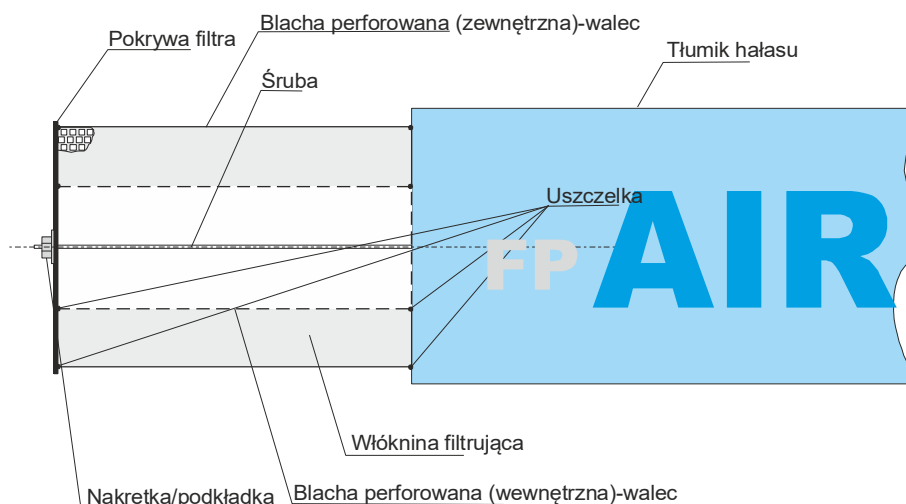 Blacha perforowana (zewnętrzna)-walec
Pokrywa filtra
Tłumik hałasu
Śruba
Uszczelka
FP AIR
Włóknina filtrująca
Nakretka/podkładka
Blacha perforowana (wewnętrzna)-walec